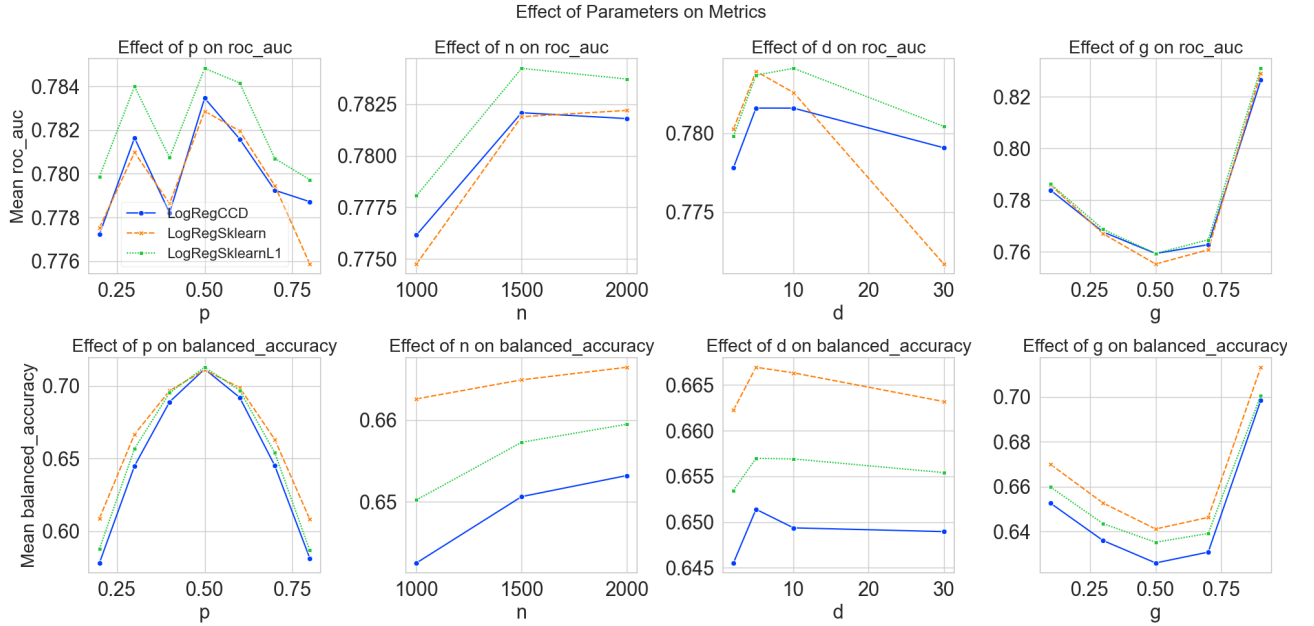 Effect of Parameters on Metrics
Effect of p on roc_auc
Mean roc_auc
0.784
0.782
0.780
0.778
0.776
LogRegCCD
LogRegSklearn
LogRegSklearnL1
0.25 0.50 0.75
p
Effect of n on roc_auc
0.7825
0.7800
0.7775
0.7750
1000 1500 2000
n
Effect of d on roc_auc
0.780
0.775
10 20 30
d
Effect of g on roc_auc
0.82
0.80
0.78
0.76
0.25 0.50 0.75
g
Effect of p on balanced_accuracy
Mean balanced_accuracy
0.70
0.65
0.60
0.25 0.50 0.75
p
Effect of n on balanced_accuracy
0.66
0.65
1000 1500 2000
n
Effect of d on balanced_accuracy
0.665
0.660
0.655
0.650
0.645
10 20 30
d
Effect of g on balanced_accuracy
0.70
0.68
0.66
0.64
0.25 0.50 0.75
g